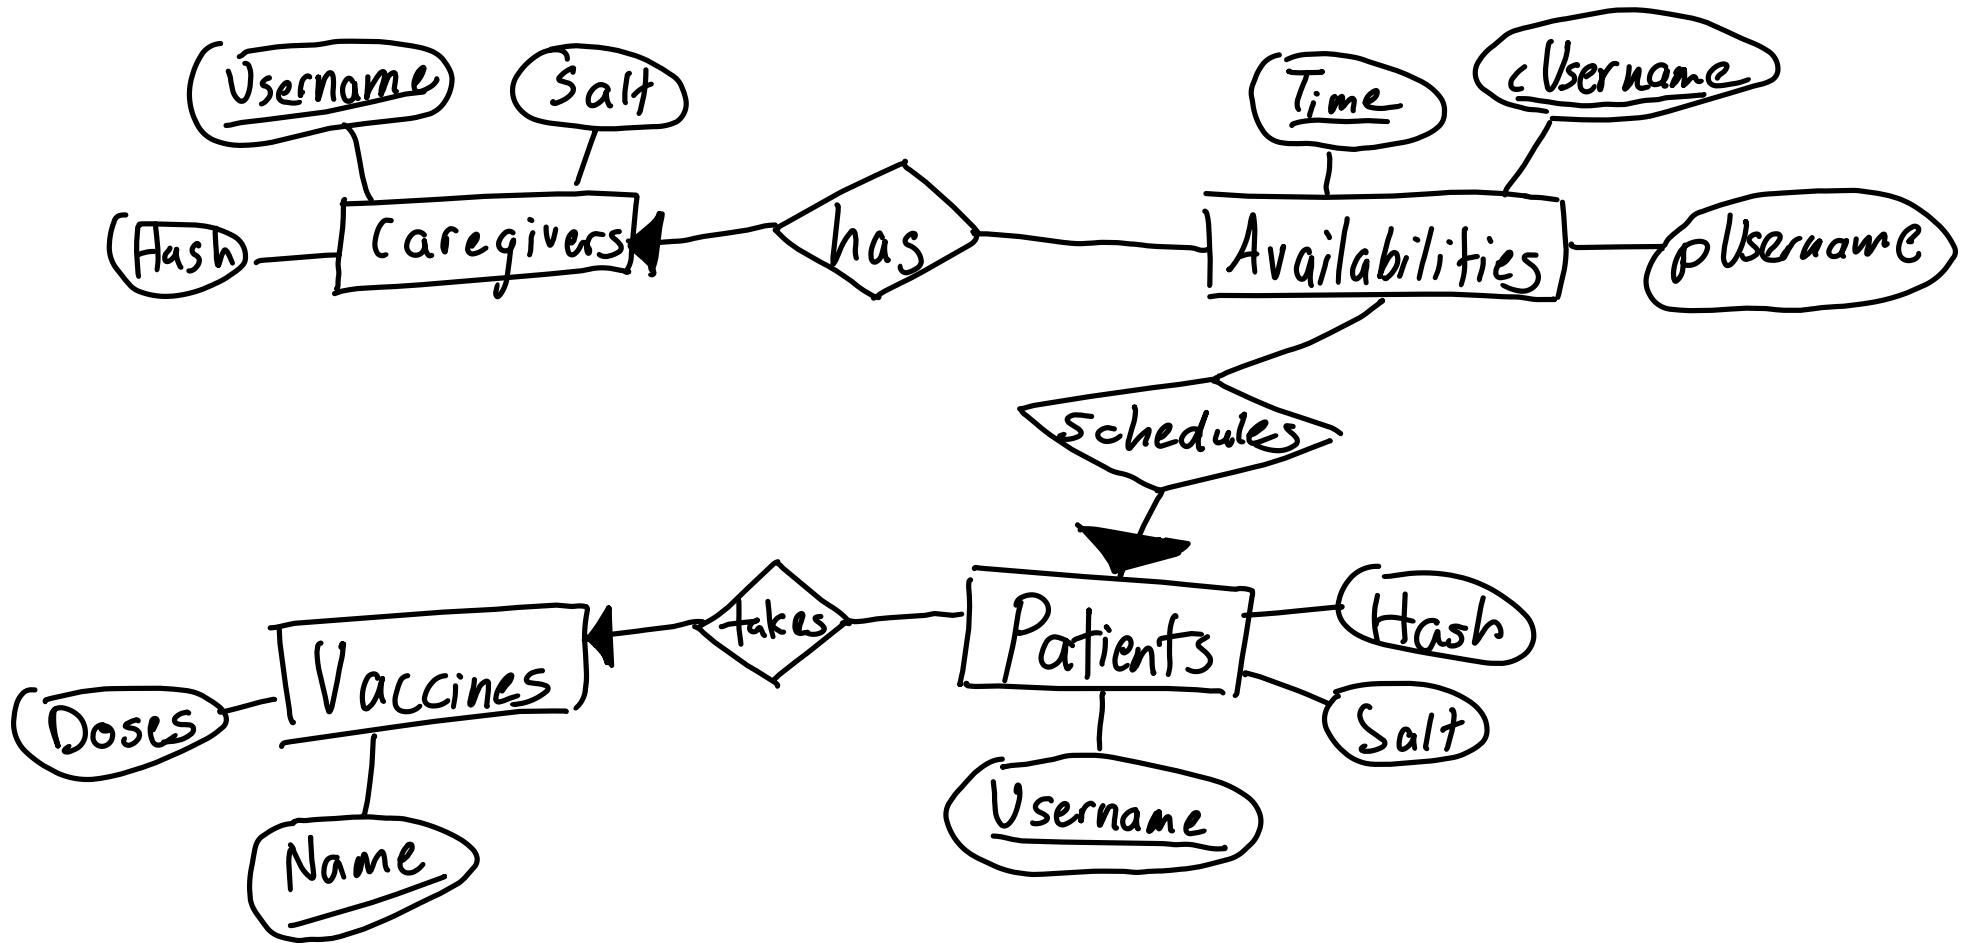 Username
Salt
Time
cUsername
Hash
Caregivers
has
Availabilities
pUsername
Schedules
Vaccines
takes
Patients
Hash
Doses
Salt
Name
Username